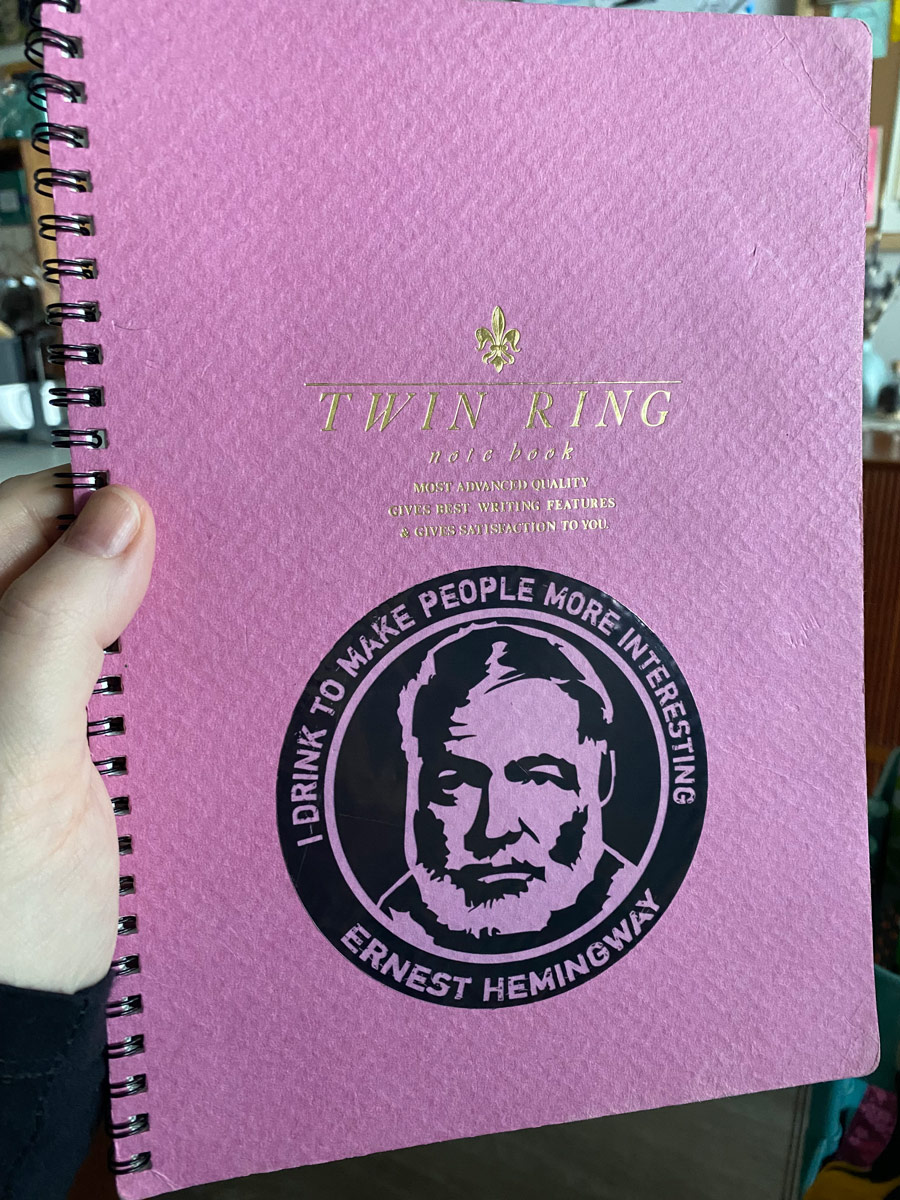 TWIN RING
note book
MOST ADVANCED QUALITY
GIVES BEST WRITING FEATURES
& GIVES SATISFACTION TO YOU.
I DRINK TO MAKE PEOPLE MORE INTERESTING
ERNEST HEMINGWAY